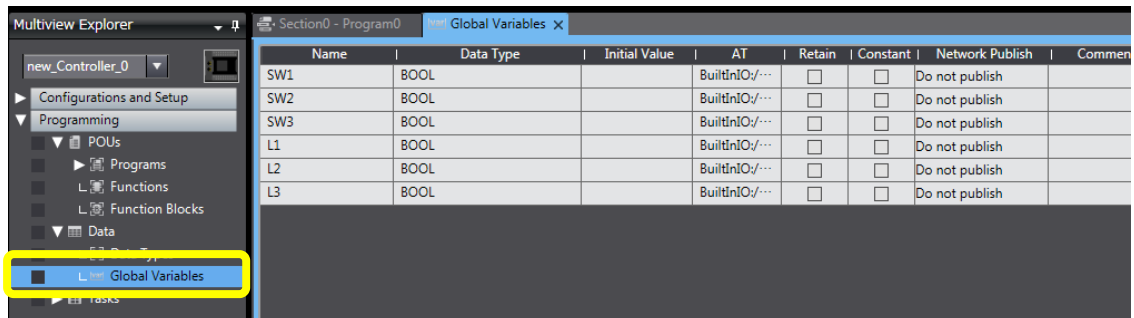 Multiview Explorer
Section0 - Program0
Global Variables
new_Controller_0
Configurations and Setup
Programming
POUs
Programs
Functions
Function Blocks
Data
Global Variables
Tasks
Name Data Type Initial Value AT Retain Constant Network Publish Commen
SW1 BOOL BuiltInIO:/··· Do not publish
SW2 BOOL BuiltInIO:/··· Do not publish
SW3 BOOL BuiltInIO:/··· Do not publish
L1 BOOL BuiltInIO:/··· Do not publish
L2 BOOL BuiltInIO:/··· Do not publish
L3 BOOL BuiltInIO:/··· Do not publish